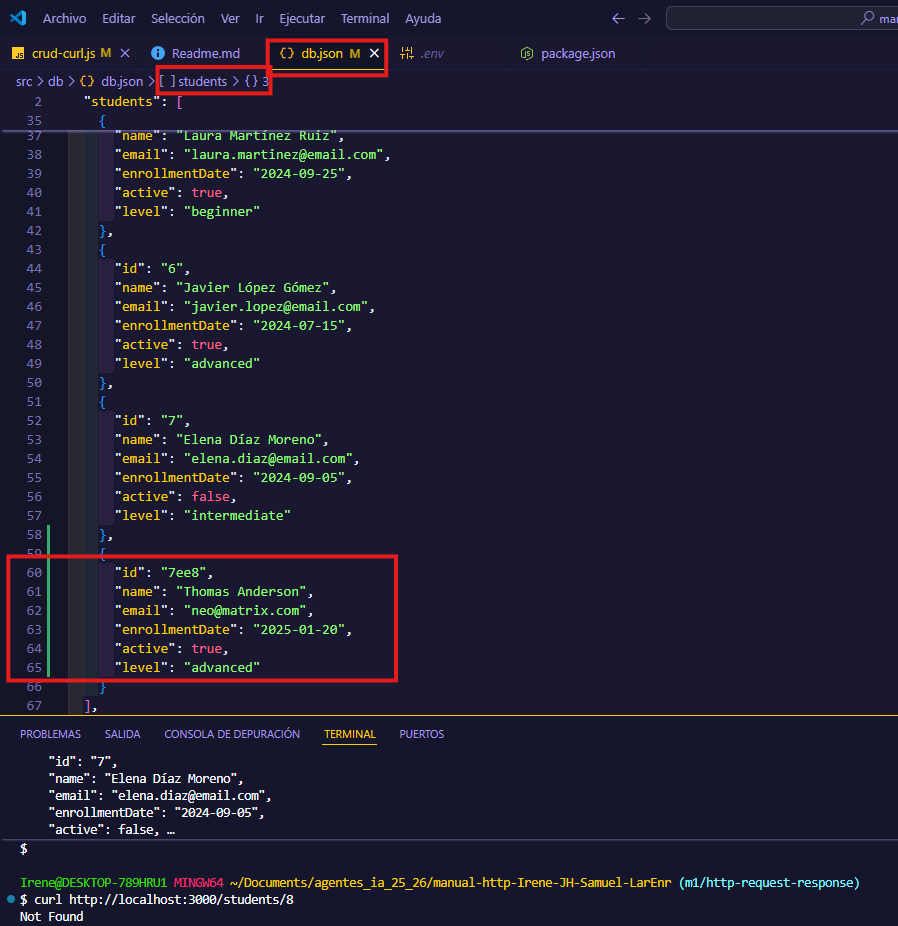 Archivo Editar Selección Ver Ir Ejecutar Terminal Ayuda mar
JS crud-curl.js M Readme.md {} db.json M .env package.json
src > db > {} db.json > [ ] students > {} 3
2 "students": [
35 {
37 "name": "Laura Martínez Ruiz",
38 "email": "laura.martinez@email.com",
39 "enrollmentDate": "2024-09-25",
40 "active": true,
41 "level": "beginner"
42 },
43 {
44 "id": "6",
45 "name": "Javier López Gómez",
46 "email": "javier.lopez@email.com",
47 "enrollmentDate": "2024-07-15",
48 "active": true,
49 "level": "advanced"
50 },
51 {
52 "id": "7",
53 "name": "Elena Díaz Moreno",
54 "email": "elena.diaz@email.com",
55 "enrollmentDate": "2024-09-05",
56 "active": false,
57 "level": "intermediate"
58 },
59 {
60 "id": "7ee8",
61 "name": "Thomas Anderson",
62 "email": "neo@matrix.com",
63 "enrollmentDate": "2025-01-20",
64 "active": true,
65 "level": "advanced"
66 }
67 ],
PROBLEMAS SALIDA CONSOLA DE DEPURACIÓN TERMINAL PUERTOS
"id": "7",
"name": "Elena Díaz Moreno",
"email": "elena.diaz@email.com",
"enrollmentDate": "2024-09-05",
"active": false, …
$
Irene@DESKTOP-789HRU1 MINGW64 ~/Documents/agentes_ia_25_26/manual-http-Irene-JH-Samuel-LarEnr (m1/http-request-response)
$ curl http://localhost:3000/students/8
Not Found